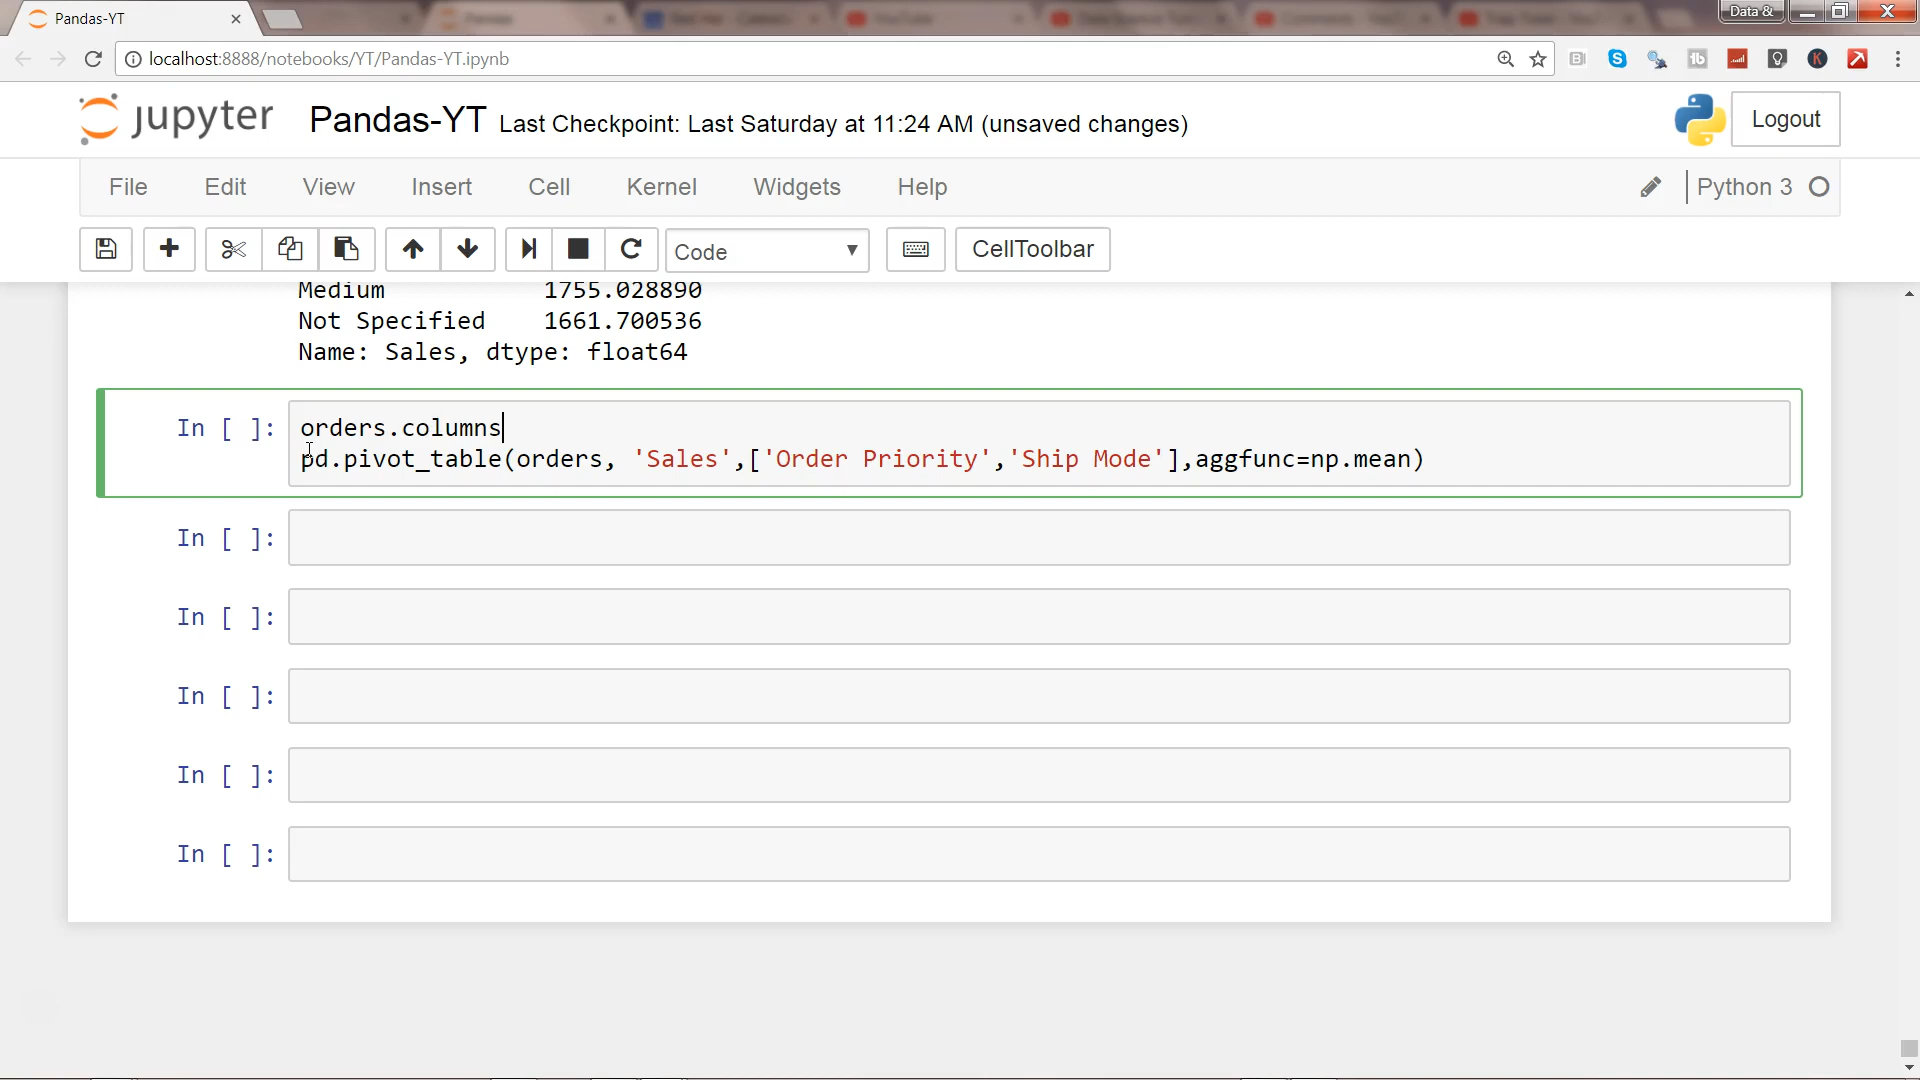 Pandas-YT
Data &
localhost:8888/notebooks/YT/Pandas-YT.ipynb
jupyter Pandas-YT Last Checkpoint: Last Saturday at 11:24 AM (unsaved changes) Logout
File Edit View Insert Cell Kernel Widgets Help Python 3
Code CellToolbar
Medium 1755.028890
Not Specified 1661.700536
Name: Sales, dtype: float64
In [ ]: orders.columns
pd.pivot_table(orders, 'Sales',['Order Priority','Ship Mode'],aggfunc=np.mean)
In [ ]:
In [ ]:
In [ ]:
In [ ]:
In [ ]: